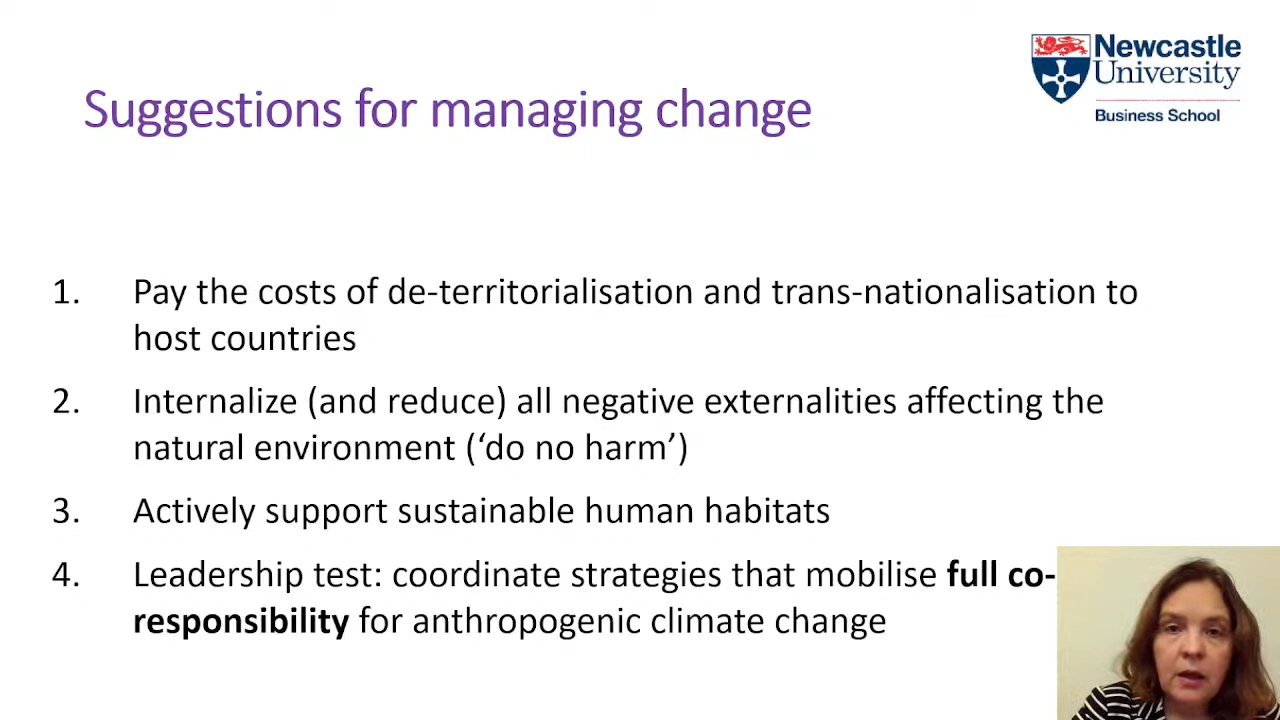 Newcastle
University
Business School
Suggestions for managing change
1. Pay the costs of de-territorialisation and trans-nationalisation to
host countries
2. Internalize (and reduce) all negative externalities affecting the
natural environment (‘do no harm’)
3. Actively support sustainable human habitats
4. Leadership test: coordinate strategies that mobilise full co-
responsibility for anthropogenic climate change